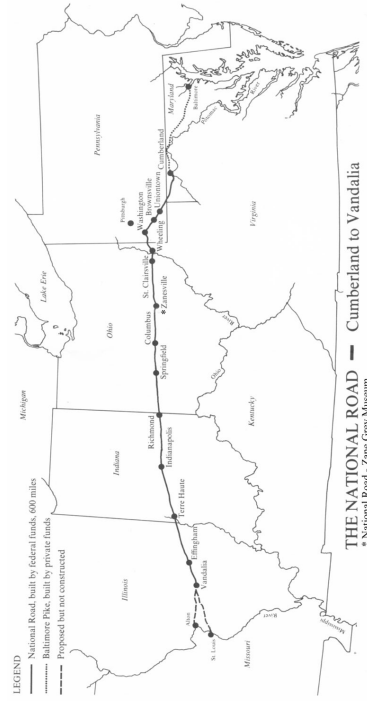 LEGEND
National Road, built by federal funds, 600 miles
Baltimore Pike, built by private funds
Proposed but not constructed
Michigan
Lake Erie
Pennsylvania
Illinois
Indiana
Ohio
Pittsburgh
Washington
Brownsville
Uniontown
Cumberland
Maryland
Baltimore
Potomac
River
Wheeling
St. Clairsville
* Zanesville
Columbus
Springfield
Richmond
Indianapolis
Terre Haute
Effingham
Vandalia
Alton
St. Louis
Missouri
River
Mississippi
Ohio
River
Kentucky
Virginia
THE NATIONAL ROAD — Cumberland to Vandalia
* National Road - Zane Grey Museum